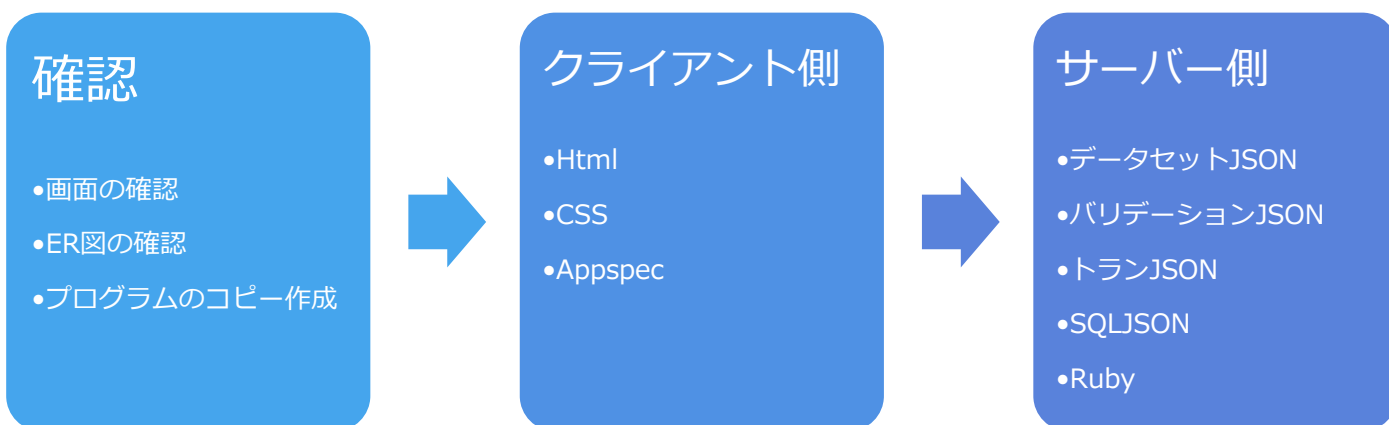 確認
•画面の確認
•ER図の確認
•プログラムのコピー作成
クライアント側
•Html
•CSS
•Appspec
サーバー側
•データセットJSON
•バリデーションJSON
•トランJSON
•SQLJSON
•Ruby